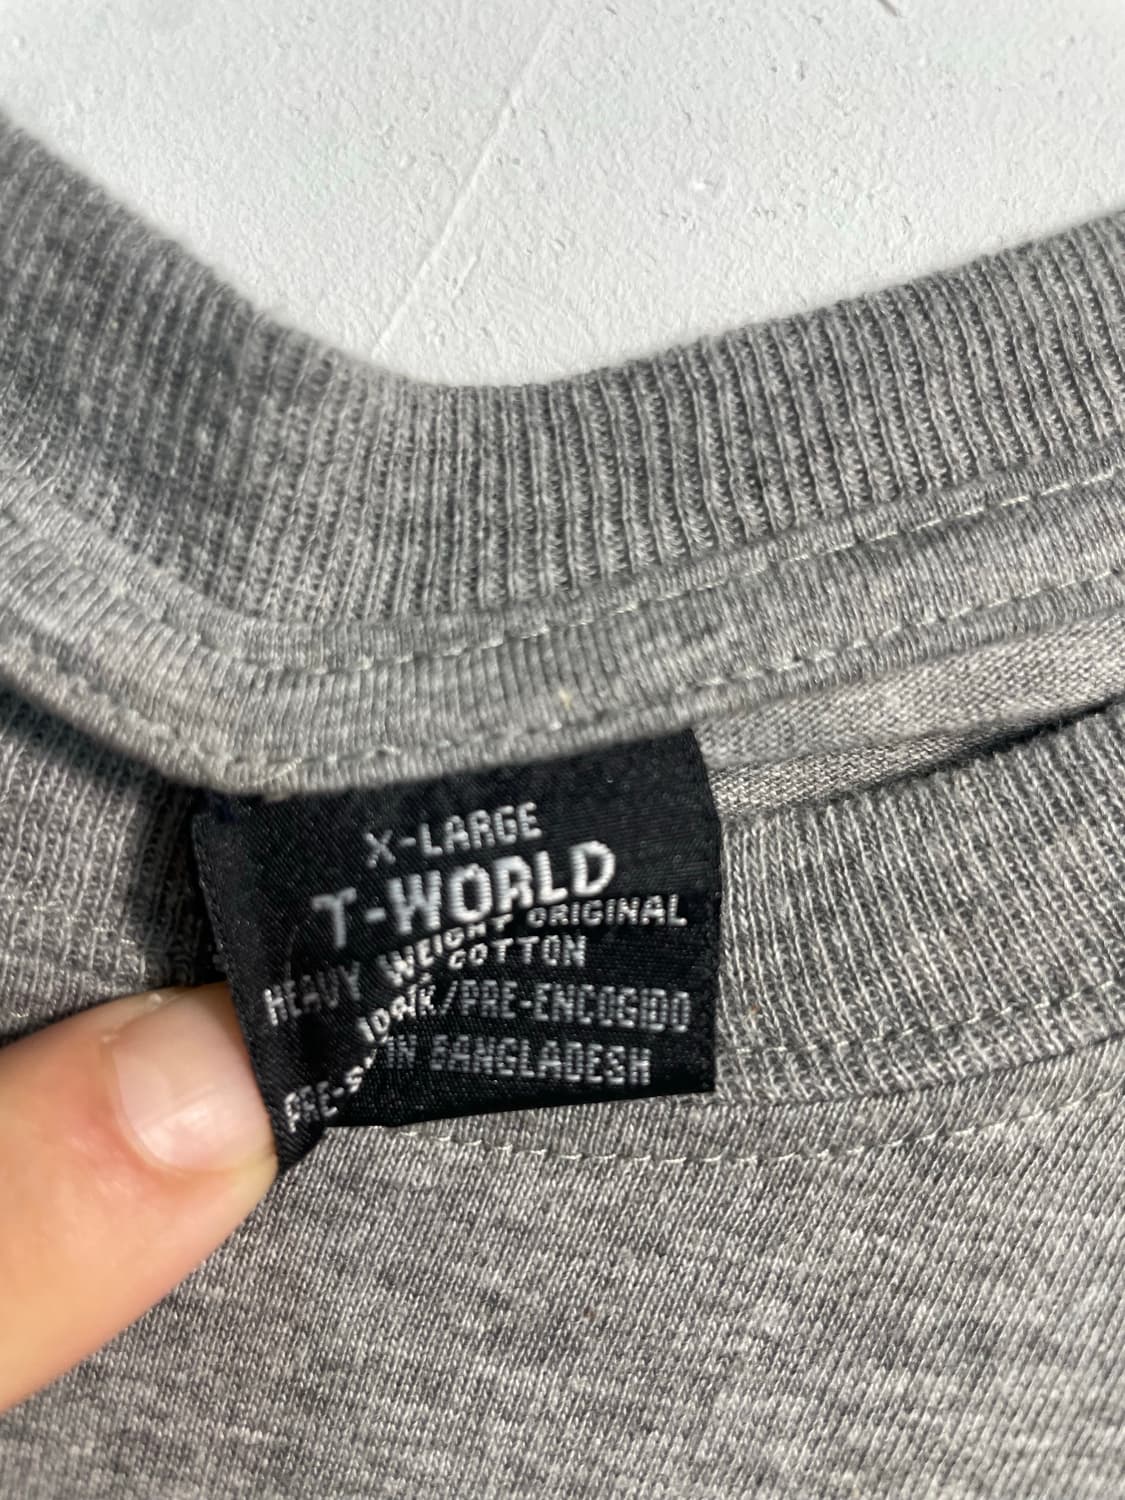 X-LARGE
T-WORLD
HEAVY WEIGHT ORIGINAL
COTTON
/PRE-ENCOGIDO
IN BANGLADESH